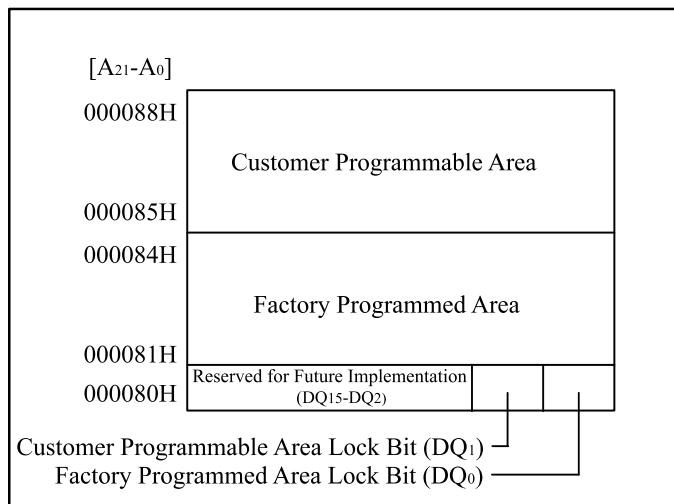 [A21-A0]
000088H
Customer Programmable Area
000085H
000084H
Factory Programmed Area
000081H
Reserved for Future Implementation
000080H
(DQ15-DQ2)
Customer Programmable Area Lock Bit (DQ1)
Factory Programmed Area Lock Bit (DQ0)